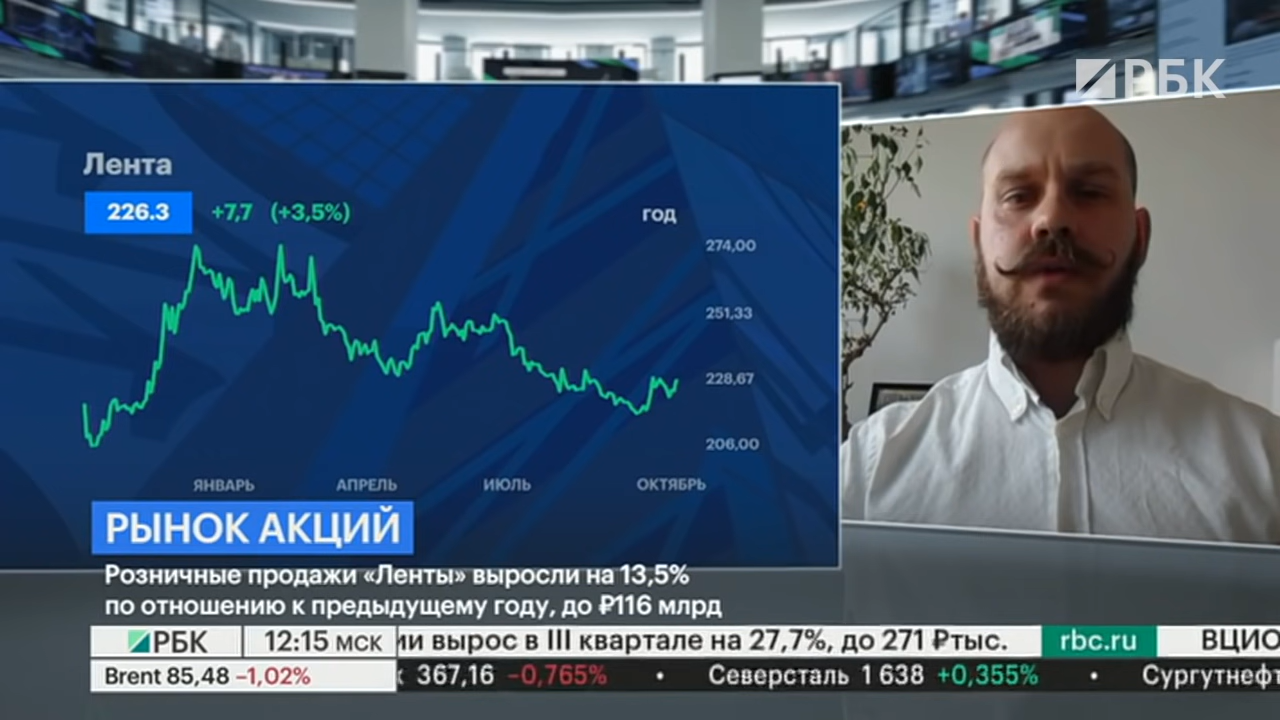 РБК
Лента
226.3 +7,7 (+3,5%)
год
274,00
251,33
228,67
206,00
ЯНВАРЬ АПРЕЛЬ ИЮЛЬ ОКТЯБРЬ
РЫНОК АКЦИЙ
Розничные продажи «Ленты» выросли на 13,5%
по отношению к предыдущему году, до ₽116 млрд
РБК 12:15 МСК ии вырос в III квартале на 27,7%, до 271 ₽тыс. rbc.ru ВЦИО
Brent 85,48 –1,02% 367,16 –0,765% • Северсталь 1 638 +0,355% • Сургутнефт